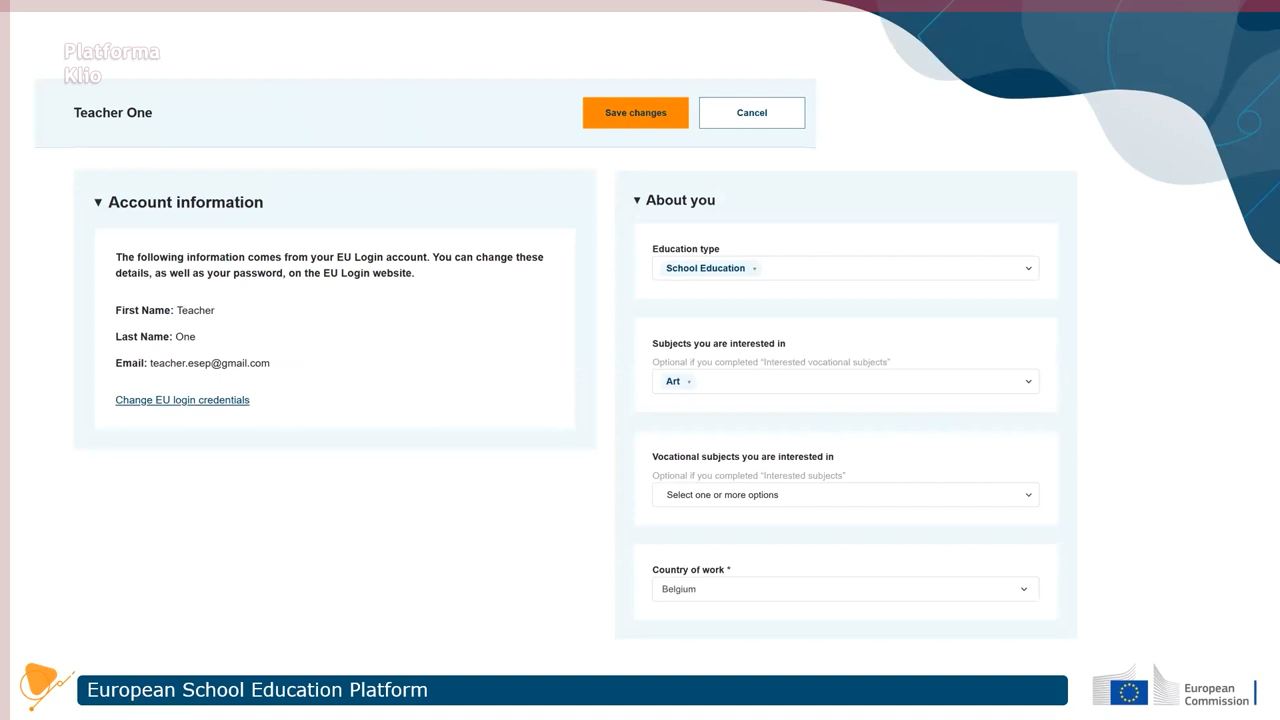 Platforma
Klio
Teacher One
Save changes
Cancel
▼ Account information
The following information comes from your EU Login account. You can change these
details, as well as your password, on the EU Login website.
First Name: Teacher
Last Name: One
Email: teacher.esep@gmail.com
Change EU login credentials
▼ About you
Education type
School Education
Subjects you are interested in
Optional if you completed “Interested vocational subjects”
Art
Vocational subjects you are interested in
Optional if you completed “Interested subjects”
Select one or more options
Country of work *
Belgium
European School Education Platform
European
Commission